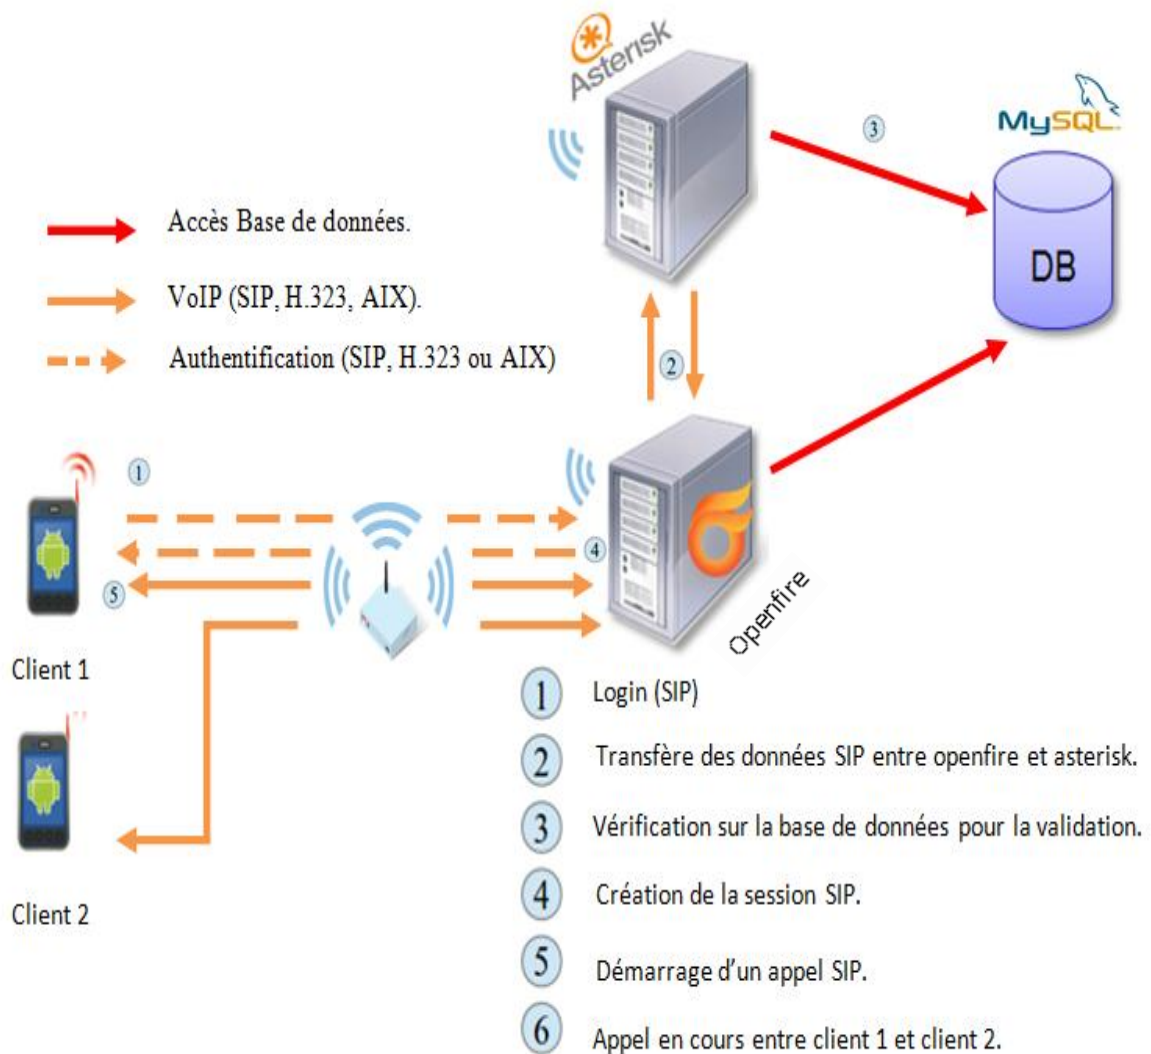 Asterisk
MySQL
3
DB
Accès Base de données.
VoIP (SIP, H.323, AIX).
Authentification (SIP, H.323 ou AIX)
2
1
4
5
Openfire
Client 1
Client 2
1 Login (SIP)
2 Transfère des données SIP entre openfire et asterisk.
3 Vérification sur la base de données pour la validation.
4 Création de la session SIP.
5 Démarrage d'un appel SIP.
6 Appel en cours entre client 1 et client 2.